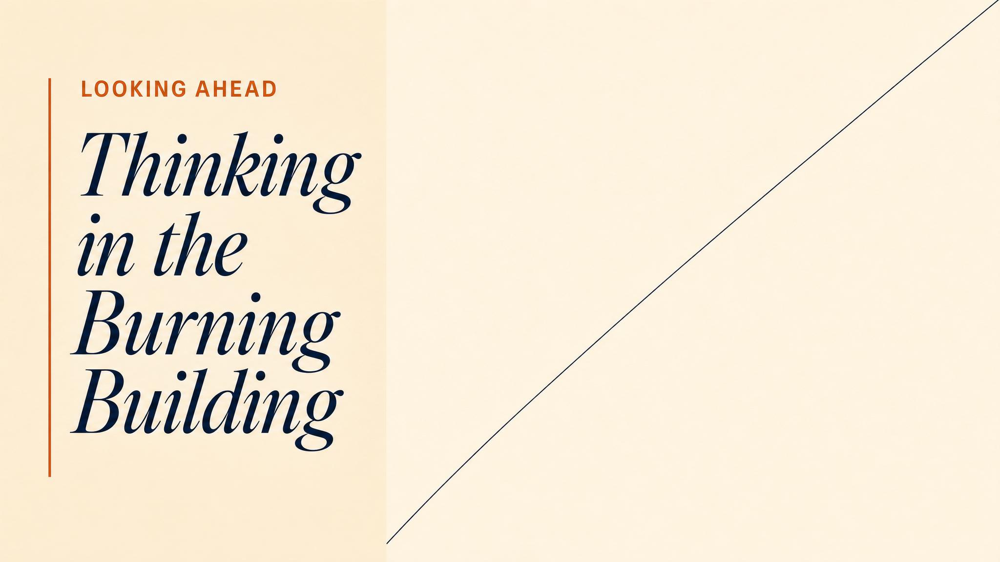 LOOKING AHEAD
Thinking
in the
Burning
Building